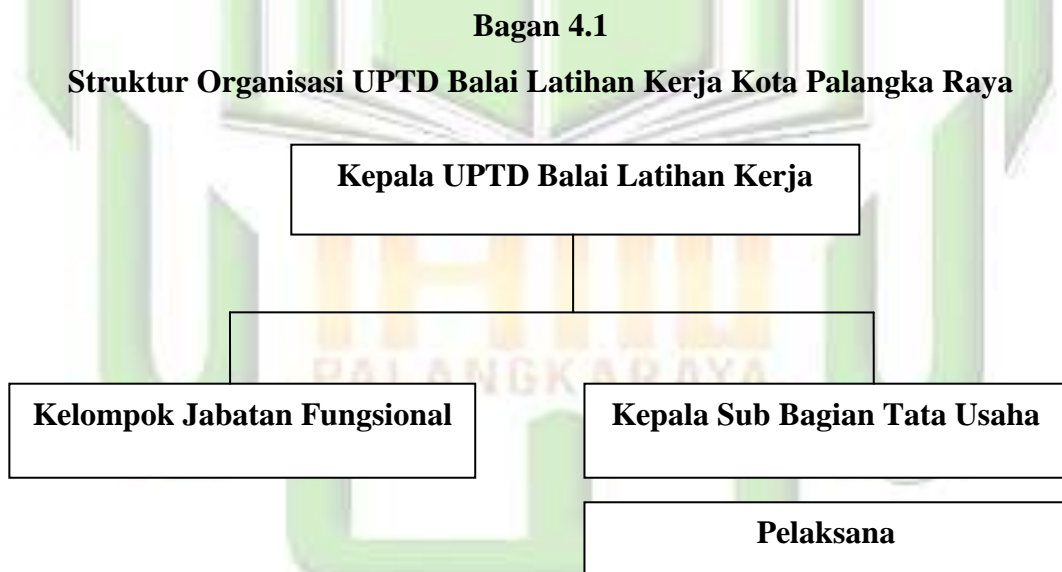 Bagan 4.1
Struktur Organisasi UPTD Balai Latihan Kerja Kota Palangka Raya
Kepala UPTD Balai Latihan Kerja
PALANGKARAYA
Kelompok Jabatan Fungsional
Kepala Sub Bagian Tata Usaha
Pelaksana